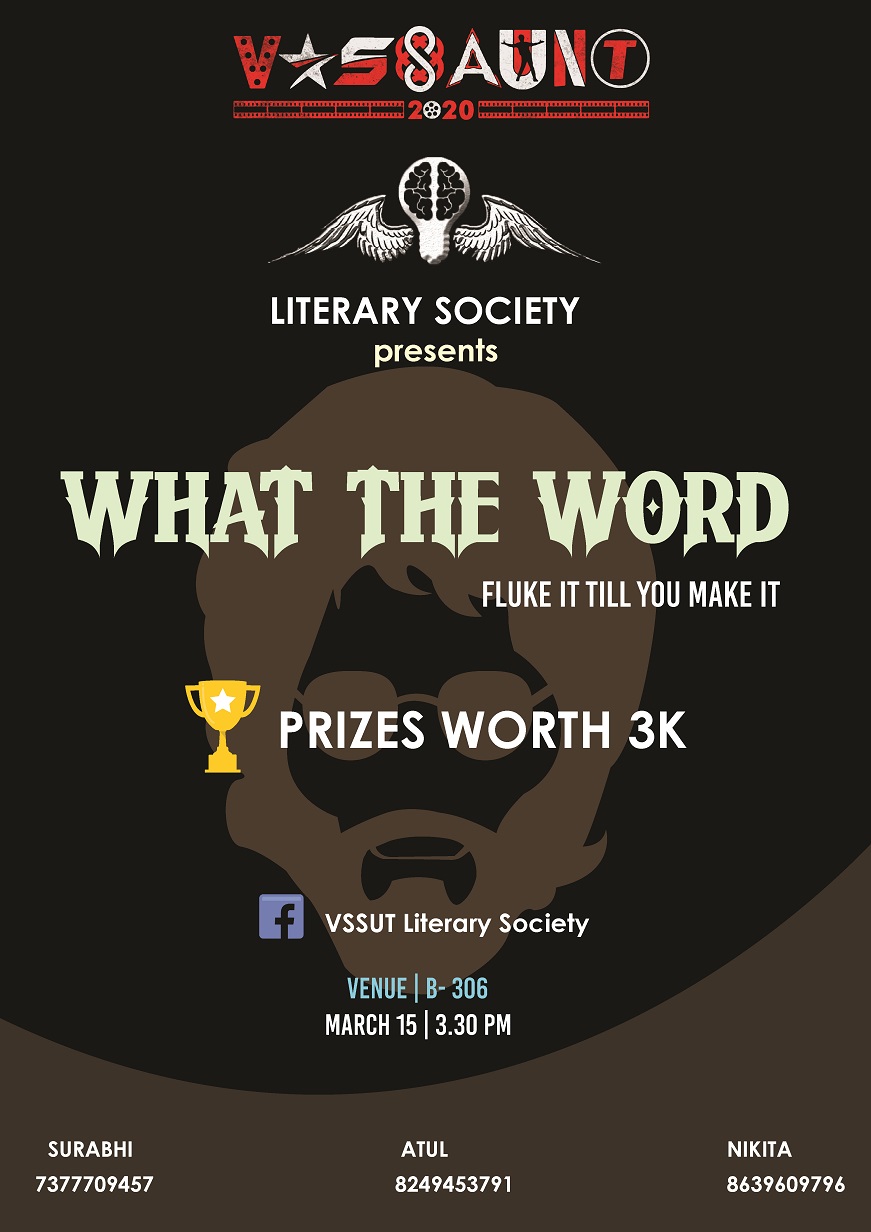 VSSAUNT
2020
LITERARY SOCIETY
presents
WHAT THE WORD
FLUKE IT TILL YOU MAKE IT
PRIZES WORTH 3K
VSSUT Literary Society
VENUE | B- 306
MARCH 15 | 3.30 PM
SURABHI ATUL NIKITA
7377709457 8249453791 8639609796